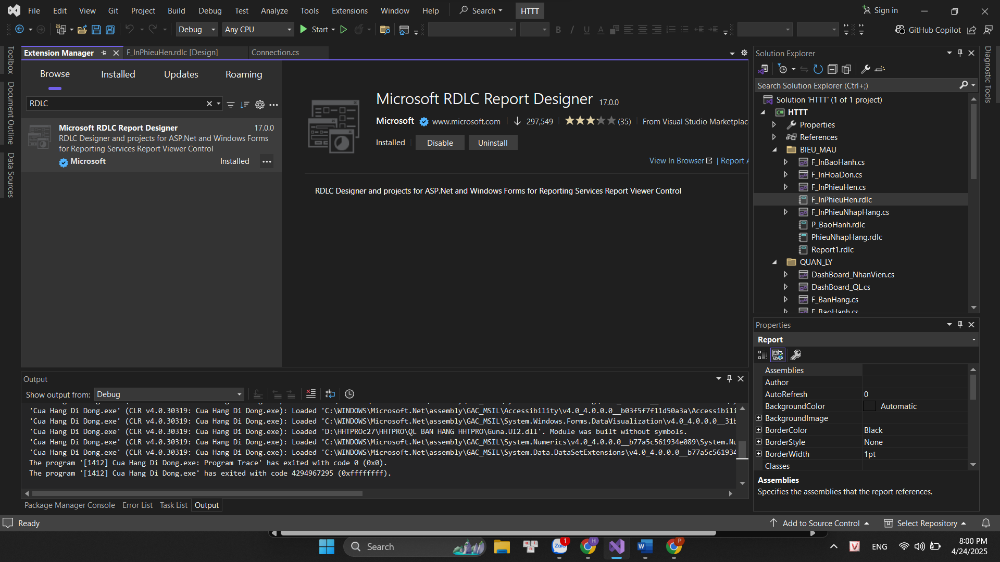 File Edit View Git Project Build Debug Test Analyze Tools Extensions Window Help Search HTTT Sign in
Debug Any CPU Start B I U A GitHub Copilot
Toolbox
Document Outline
Data Sources
Extension Manager F_InPhieuHen.rdlc [Design] Connection.cs
Browse Installed Updates Roaming
RDLC
Microsoft RDLC Report Designer 17.0.0
RDLC Designer and projects for ASP.Net and Windows Forms
for Reporting Services Report Viewer Control
Microsoft Installed
Microsoft RDLC Report Designer 17.0.0
Microsoft www.microsoft.com 297,549 (35) From Visual Studio Marketplac
Installed Disable Uninstall
View In Browser | Report A
RDLC Designer and projects for ASP.Net and Windows Forms for Reporting Services Report Viewer Control
Output
Show output from: Debug
'Cua Hang Di Dong.exe' (CLR v4.0.30319: Cua Hang Di Dong.exe): Loaded 'C:\WINDOWS\Microsoft.Net\assembly\GAC_MSIL\Accessibility\v4.0_4.0.0.0__b03f5f7f11d50a3a\Accessibili
'Cua Hang Di Dong.exe' (CLR v4.0.30319: Cua Hang Di Dong.exe): Loaded 'C:\WINDOWS\Microsoft.Net\assembly\GAC_MSIL\System.Windows.Forms.DataVisualization\v4.0_4.0.0.0__31b
'Cua Hang Di Dong.exe' (CLR v4.0.30319: Cua Hang Di Dong.exe): Loaded 'D:\HHTPROc27\HHTPRO\QL BAN HANG HHTPRO\Guna.UI2.dll'. Module was built without symbols.
'Cua Hang Di Dong.exe' (CLR v4.0.30319: Cua Hang Di Dong.exe): Loaded 'C:\WINDOWS\Microsoft.Net\assembly\GAC_MSIL\System.Numerics\v4.0_4.0.0.0__b77a5c561934e089\System.Nu
'Cua Hang Di Dong.exe' (CLR v4.0.30319: Cua Hang Di Dong.exe): Loaded 'C:\WINDOWS\Microsoft.Net\assembly\GAC_MSIL\System.Data.DataSetExtensions\v4.0_4.0.0.0__b77a5c561934
The program '[1412] Cua Hang Di Dong.exe: Program Trace' has exited with code 0 (0x0).
The program '[1412] Cua Hang Di Dong.exe' has exited with code 4294967295 (0xffffffff).
Package Manager Console Error List Task List Output
Solution Explorer
Search Solution Explorer (Ctrl+;)
Solution 'HTTT' (1 of 1 project)
HTTT
Properties
References
BIEU_MAU
F_InBaoHanh.cs
F_InHoaDon.cs
F_InPhieuHen.cs
F_InPhieuHen.rdlc
F_InPhieuNhapHang.cs
P_BaoHanh.rdlc
PhieuNhapHang.rdlc
Report1.rdlc
QUAN_LY
DashBoard_NhanVien.cs
DashBoard_QL.cs
F_BanHang.cs
F_BaoHanh.cs
Properties
Report
Assemblies
Author
AutoRefresh 0
BackgroundColor Automatic
BackgroundImage
BorderColor Black
BorderStyle None
BorderWidth 1pt
Classes
Assemblies
Specifies the assemblies that the report references.
Diagnostic Tools
Ready Add to Source Control Select Repository
Search Zalo 1 H W P V ENG 8:00 PM
4/24/2025